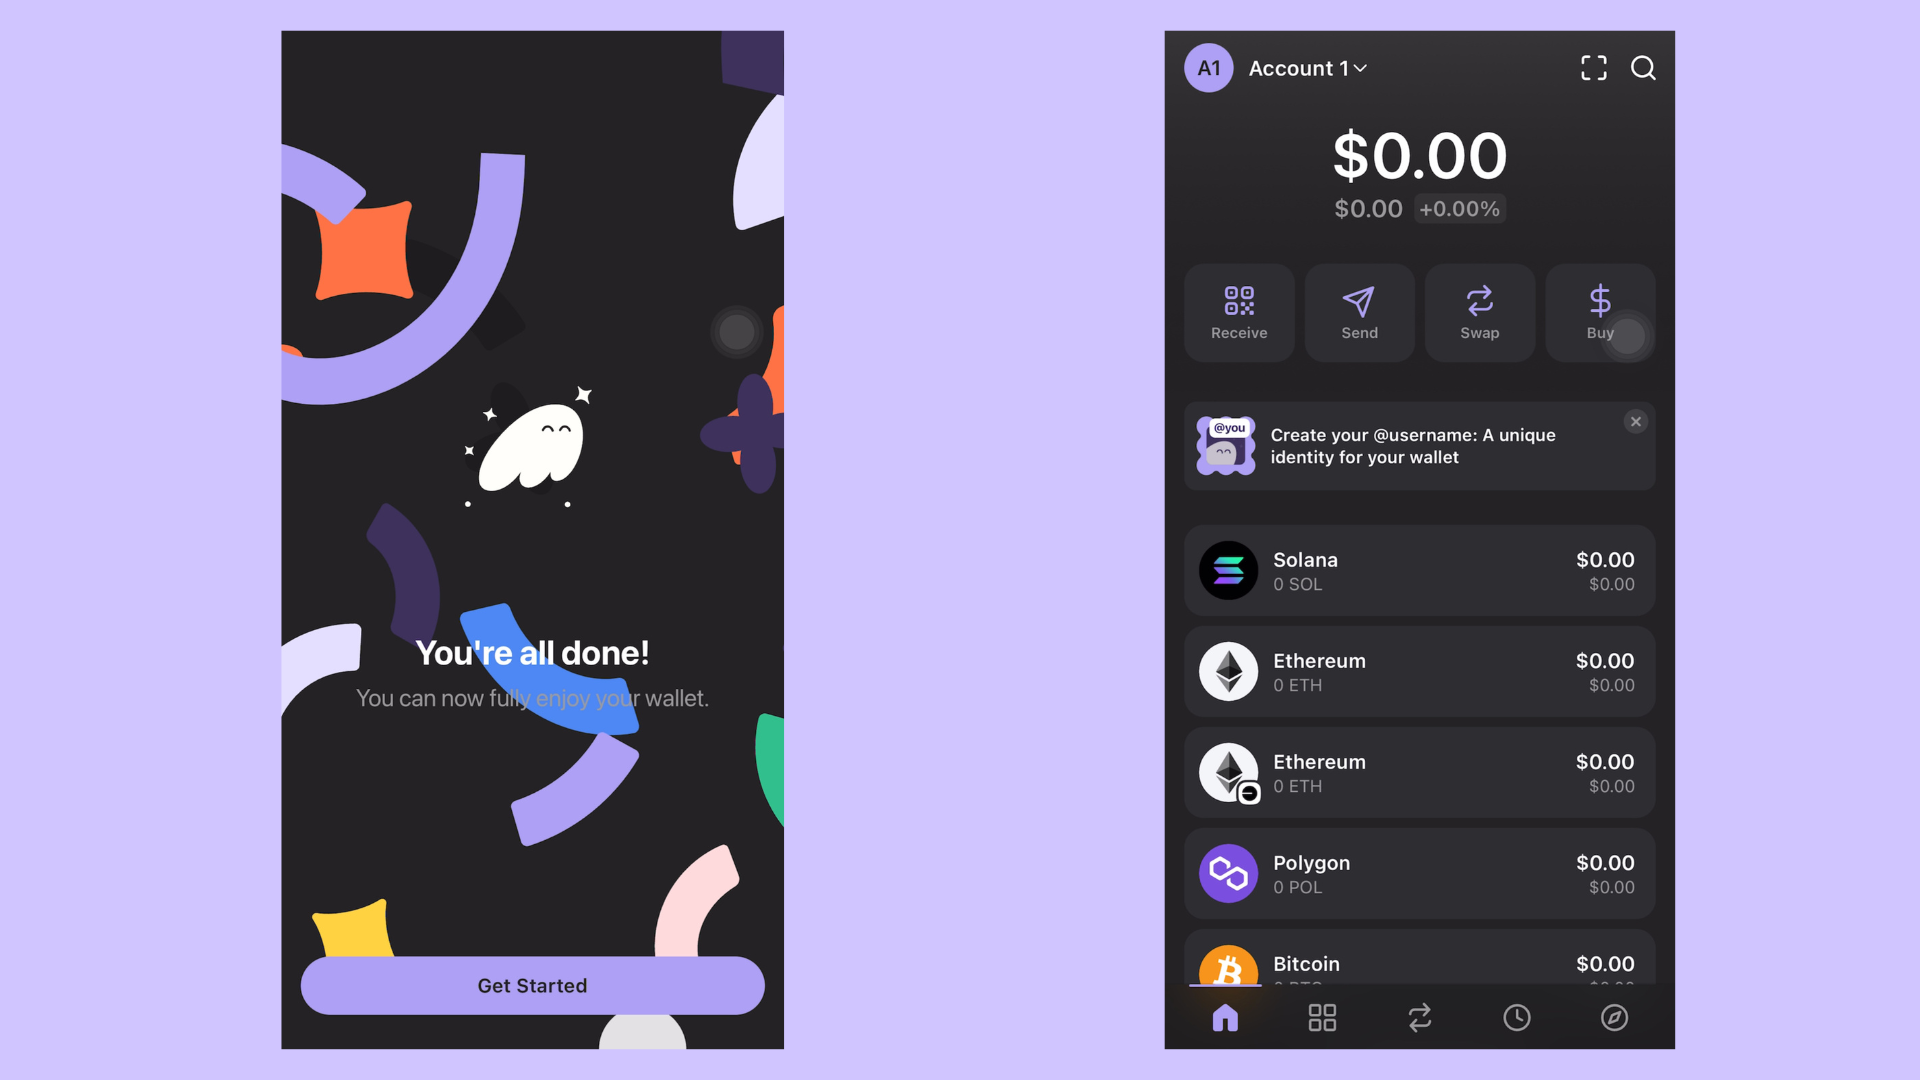 You're all done!
You can now fully enjoy your wallet.
Get Started
A1 Account 1
$0.00
$0.00 +0.00%
Receive Send Swap Buy
@you
Create your @username: A unique
identity for your wallet
Solana $0.00
0 SOL $0.00
Ethereum $0.00
0 ETH $0.00
Ethereum $0.00
0 ETH $0.00
Polygon $0.00
0 POL $0.00
Bitcoin $0.00